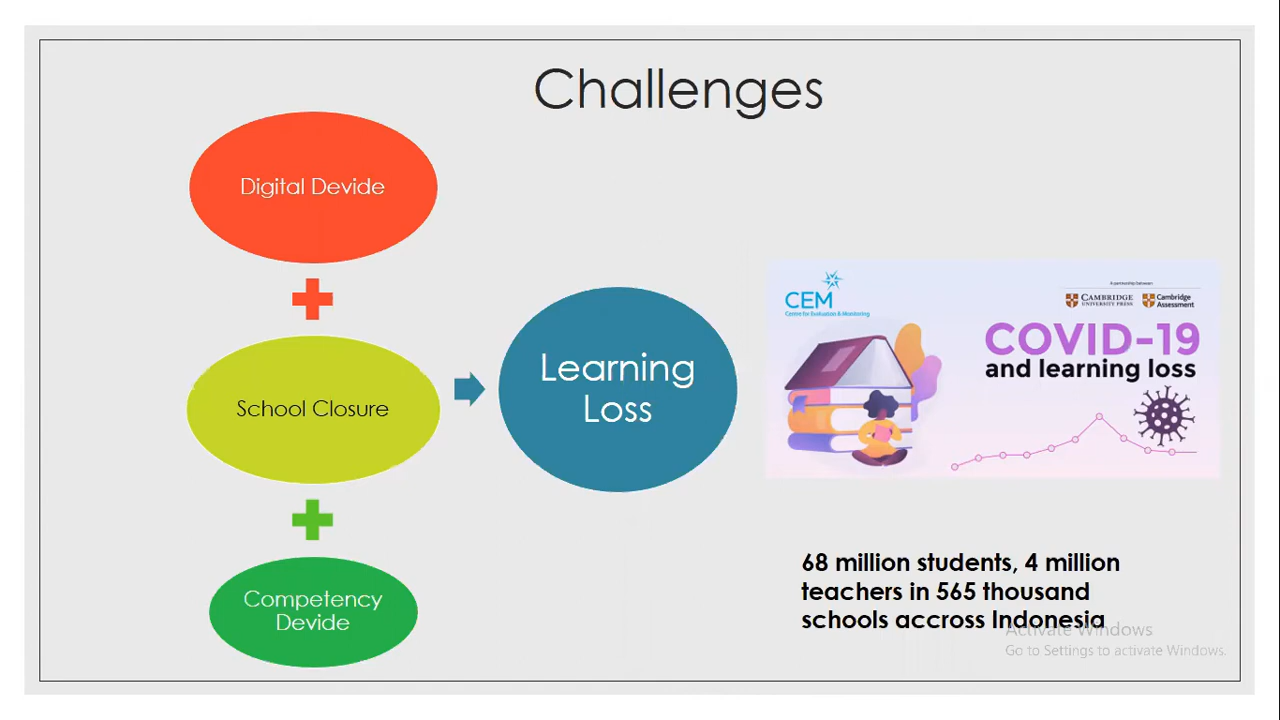 Challenges
Digital Devide
School Closure
Competency
Devide
Learning
Loss
CEM
Centre for Evaluation & Monitoring
A partnership between
CAMBRIDGE
UNIVERSITY PRESS
Cambridge
Assessment
COVID-19
and learning loss
68 million students, 4 million
teachers in 565 thousand
schools accross Indonesia
Activate Windows
Go to Settings to activate Windows.